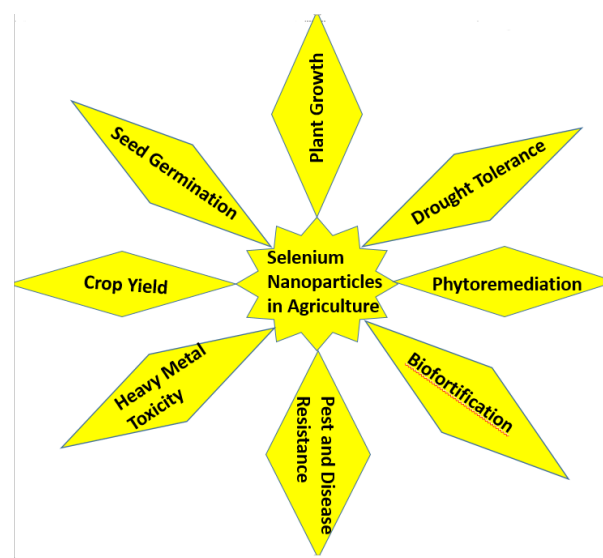 Plant Growth
Seed Germination
Drought Tolerance
Selenium
Nanoparticles
in Agriculture
Crop Yield
Phytoremediation
Heavy Metal
Toxicity
Pest and Disease
Resistance
Biofortification